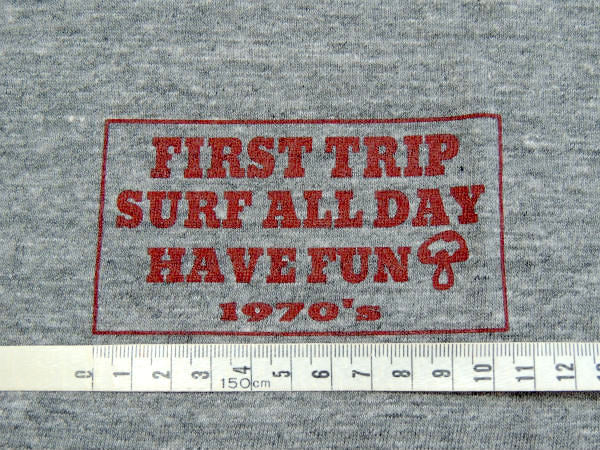 FIRST TRIP
SURF ALL DAY
HAVE FUN
1970's
0 1 2 3 4 5 6 7 8 9 10 11 12 13
150cm